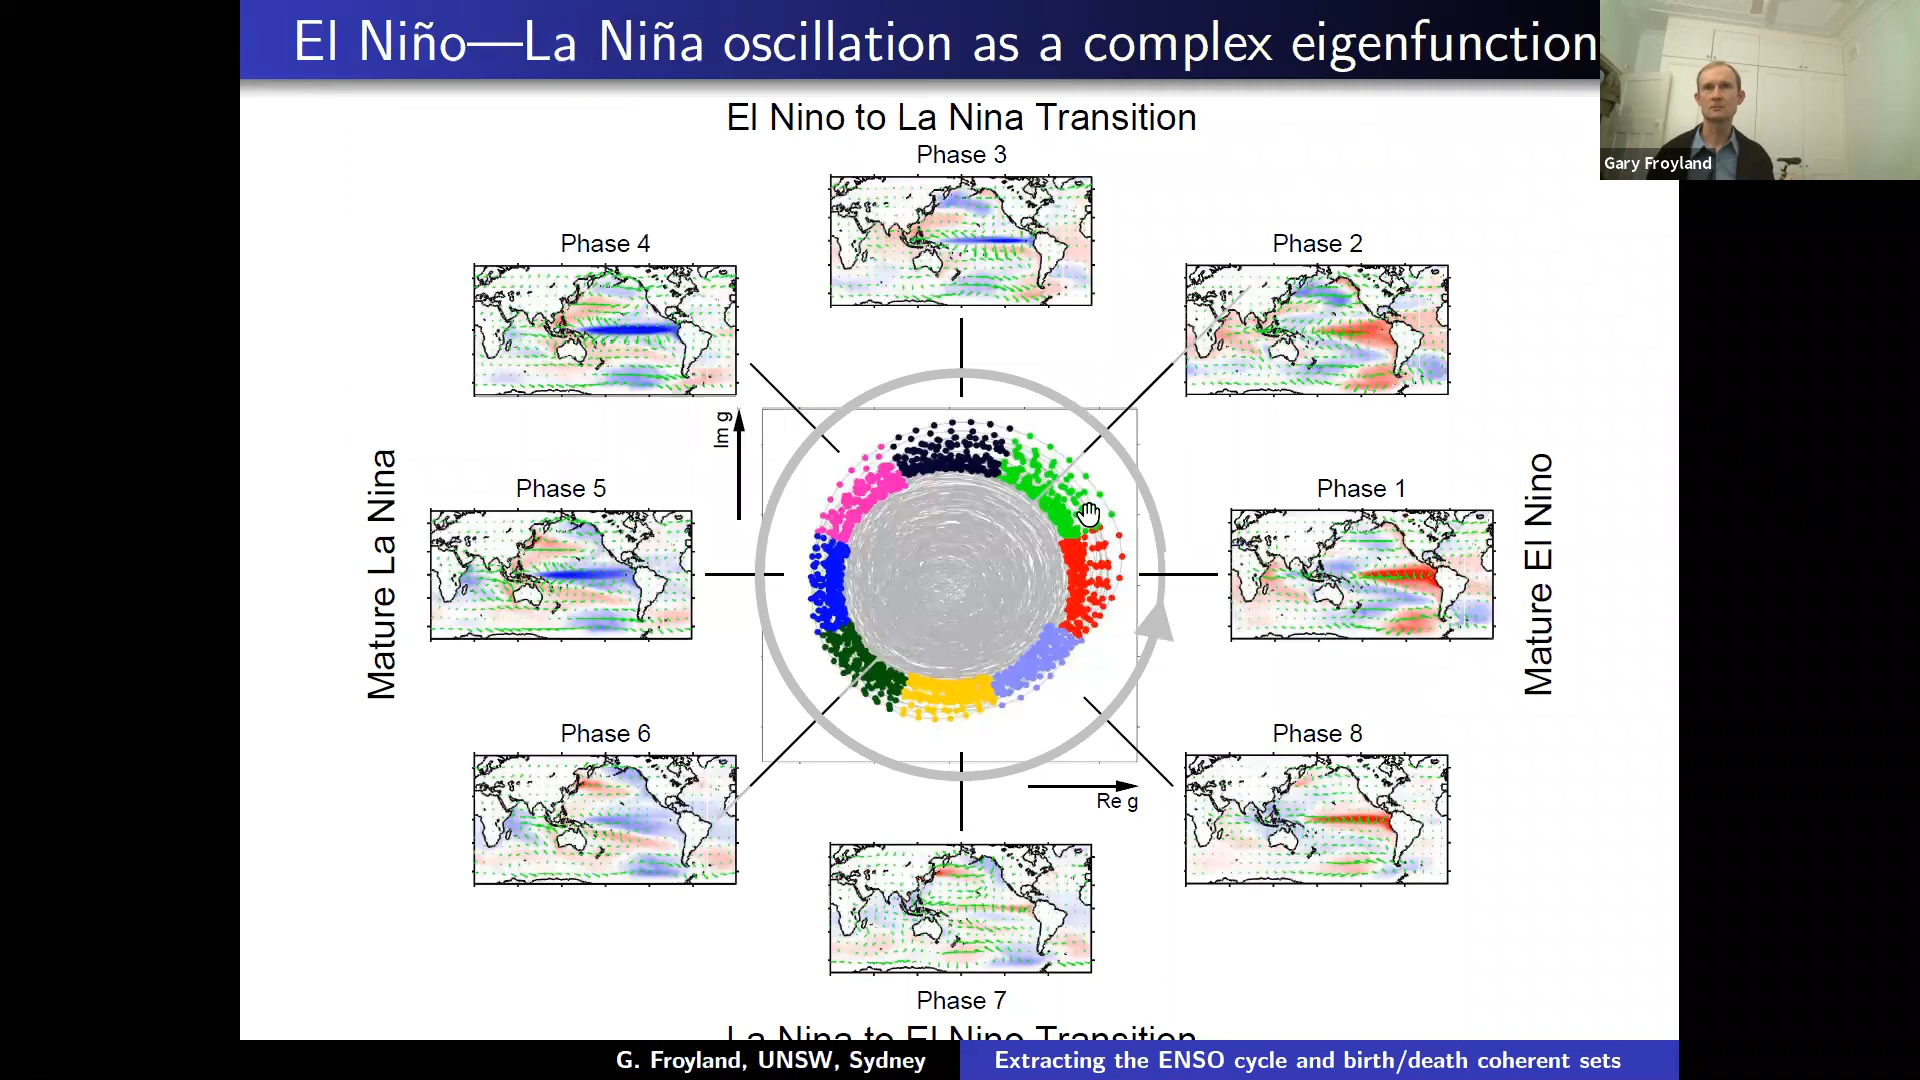 El Niño—La Niña oscillation as a complex eigenfunction
Gary Froyland
El Nino to La Nina Transition
Phase 3
Phase 4
Phase 2
Im g
Mature La Nina
Phase 5
Phase 1
Mature El Nino
Phase 6
Phase 8
Re g
Phase 7
La Nina to El Nino Transition
G. Froyland, UNSW, Sydney
Extracting the ENSO cycle and birth/death coherent sets